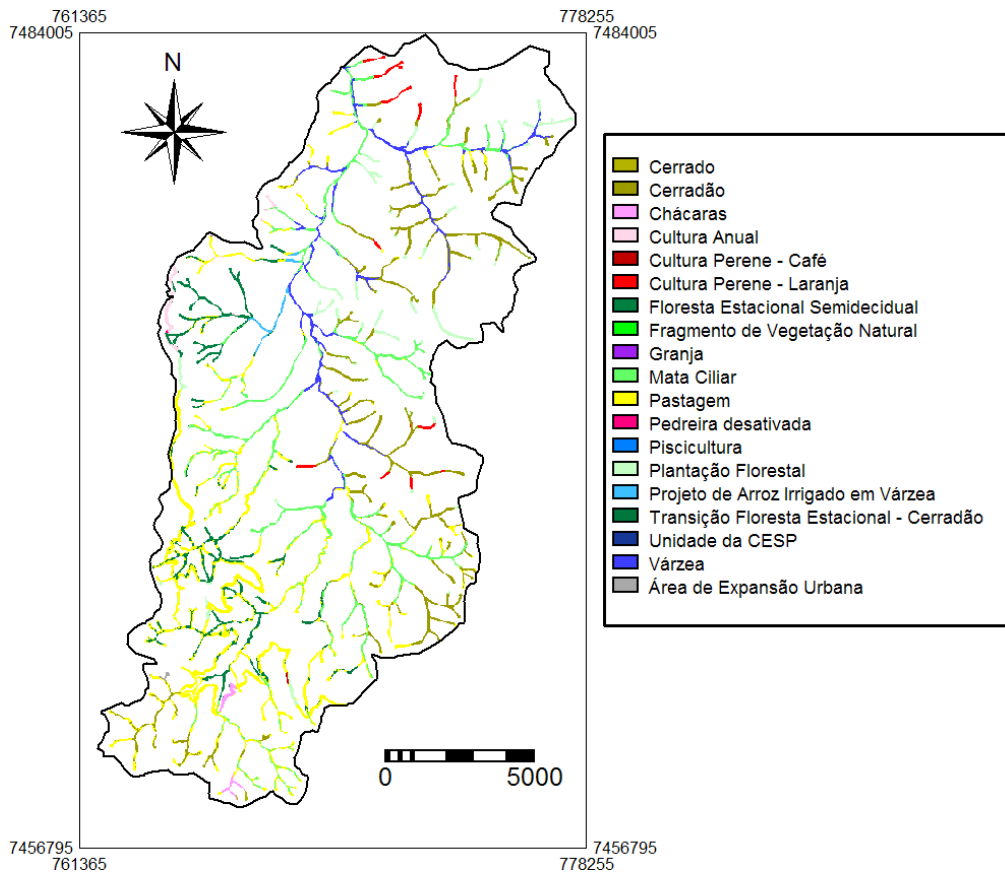 761365 778255
7484005 7484005
N
Cerrado
Cerradão
Chácaras
Cultura Anual
Cultura Perene - Café
Cultura Perene - Laranja
Floresta Estacional Semidecidual
Fragmento de Vegetação Natural
Granja
Mata Ciliar
Pastagem
Pedreira desativada
Piscicultura
Plantação Florestal
Projeto de Arroz Irrigado em Várzea
Transição Floresta Estacional - Cerradão
Unidade da CESP
Várzea
Área de Expansão Urbana
0 5000
7456795 7456795
761365 778255